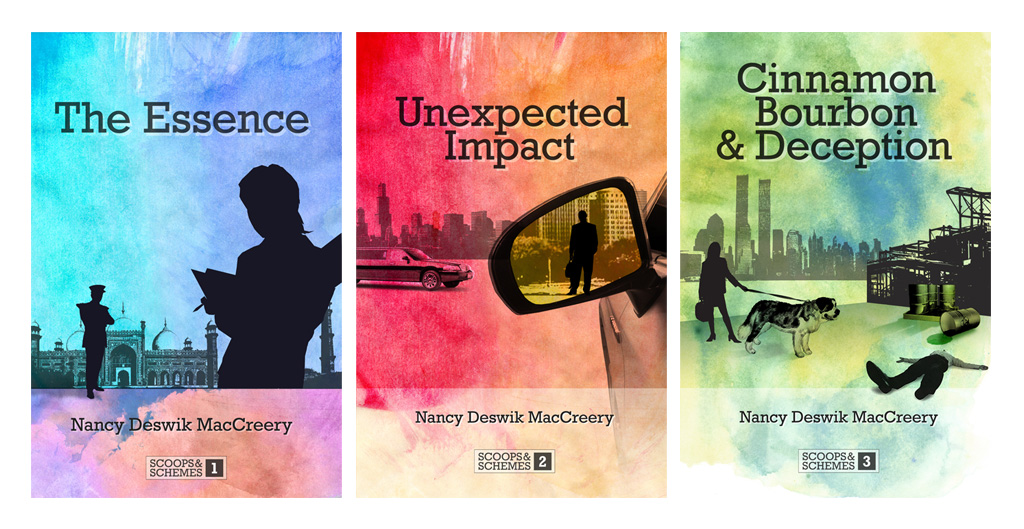 The Essence
Nancy Deswik MacCreery
SCOOPS&
SCHEMES 1
Unexpected
Impact
Nancy Deswik MacCreery
SCOOPS&
SCHEMES 2
Cinnamon
Bourbon
& Deception
Nancy Deswik MacCreery
SCOOPS&
SCHEMES 3